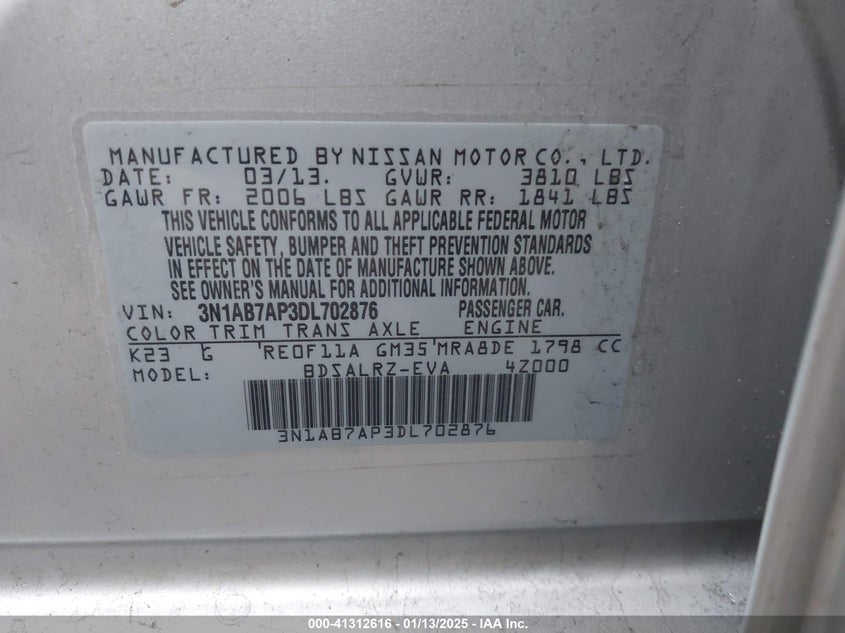 MANUFACTURED BY NISSAN MOTOR CO., LTD.
DATE: 03/13. GVWR: 3810 LBS
GAWR FR: 2006 LBS GAWR RR: 1841 LBS
THIS VEHICLE CONFORMS TO ALL APPLICABLE FEDERAL MOTOR
VEHICLE SAFETY, BUMPER AND THEFT PREVENTION STANDARDS
IN EFFECT ON THE DATE OF MANUFACTURE SHOWN ABOVE.
SEE OWNER'S MANUAL FOR ADDITIONAL INFORMATION.
VIN: 3N1AB7AP3DL702876 PASSENGER CAR.
COLOR TRIM TRANS AXLE ENGINE
K23 G 'RE0F11A GM35'MRA8DE 1798 CC
MODEL: BDSALRZ-EVA 4Z000
3N1AB7AP3DL702876
000-41312616 - 01/13/2025 - IAA Inc.